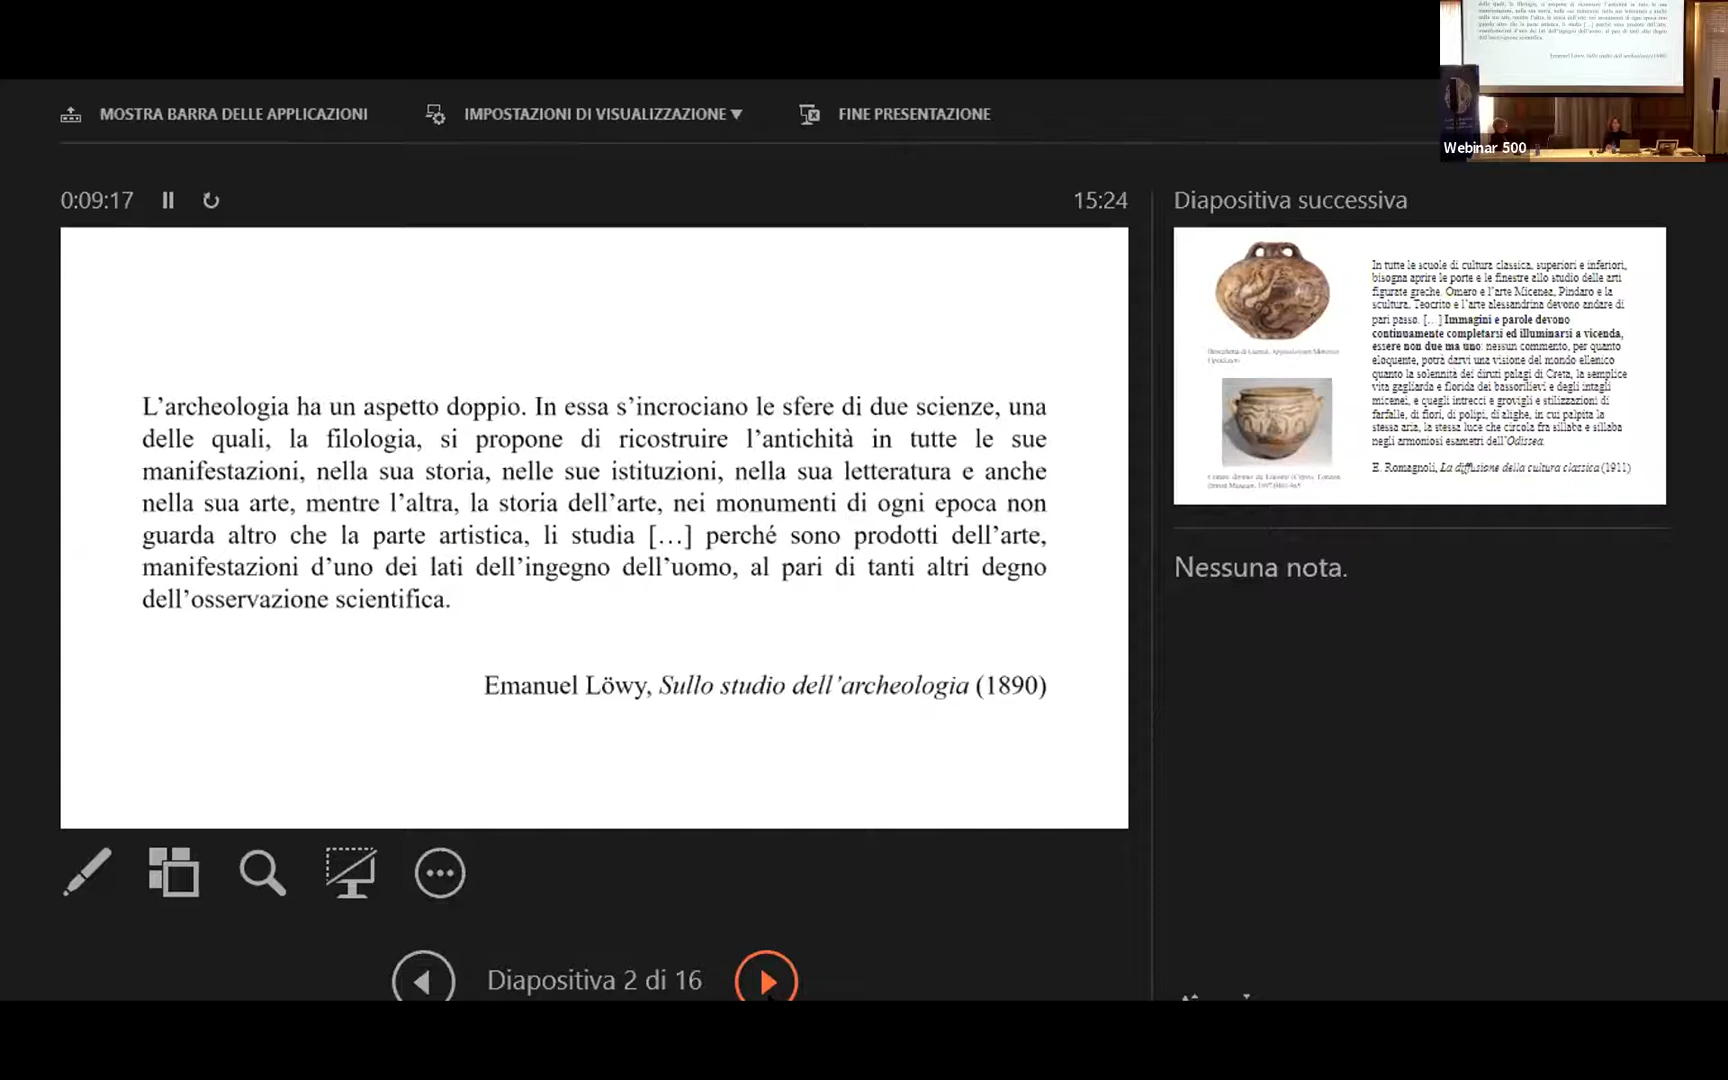 MOSTRA BARRA DELLE APPLICAZIONI
IMPOSTAZIONI DI VISUALIZZAZIONE ▼
FINE PRESENTAZIONE
Webinar 500
0:09:17
15:24
Diapositiva successiva
L’archeologia ha un aspetto doppio. In essa s’incrociano le sfere di due scienze, una
delle quali, la filologia, si propone di ricostruire l’antichità in tutte le sue
manifestazioni, nella sua storia, nelle sue istituzioni, nella sua letteratura e anche
nella sua arte, mentre l’altra, la storia dell’arte, nei monumenti di ogni epoca non
guarda altro che la parte artistica, li studia […] perché sono prodotti dell’arte,
manifestazioni d’uno dei lati dell’ingegno dell’uomo, al pari di tanti altri degno
dell’osservazione scientifica.
Emanuel Löwy, Sullo studio dell’archeologia (1890)
In tutte le scuole di cultura classica, superiori e inferiori,
bisogna aprire le porte e le finestre allo studio delle arti
figurate greche. Omero e l’arte Micenea, Pindaro e la
scultura, Teocrito e l’arte alessandrina devono andare di
pari passo. […] Immagini e parole devono
continuamente completarsi ed illuminarsi a vicenda,
essere non due ma uno: nessun commento, per quanto
eloquente, potrà darvi una visione del mondo ellenico
quanto la solennità dei diruti palagi di Creta, la semplice
vita gagliarda e florida dei bassorilievi e degli intagli
micenei, e quegli intrecci e grovigli e stilizzazioni di
farfalle, di fiori, di polipi, di alighe, in cui palpita la
stessa aria, la stessa luce che circola fra sillaba e sillaba
negli armoniosi esametri dell’Odissea.
E. Romagnoli, La diffusione della cultura classica (1911)
Nessuna nota.
Diapositiva 2 di 16